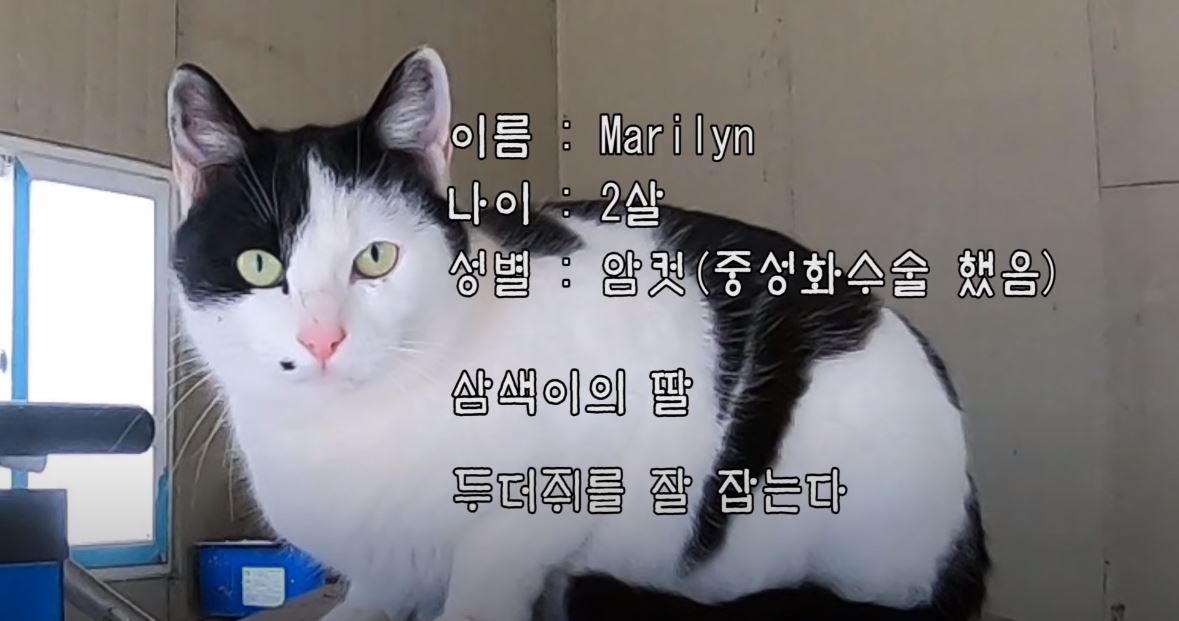 이름 : Marilyn
나이 : 2살
성별 : 암컷(중성화수술 했음)
삼색이의 딸
두더쥐를 잘 잡는다